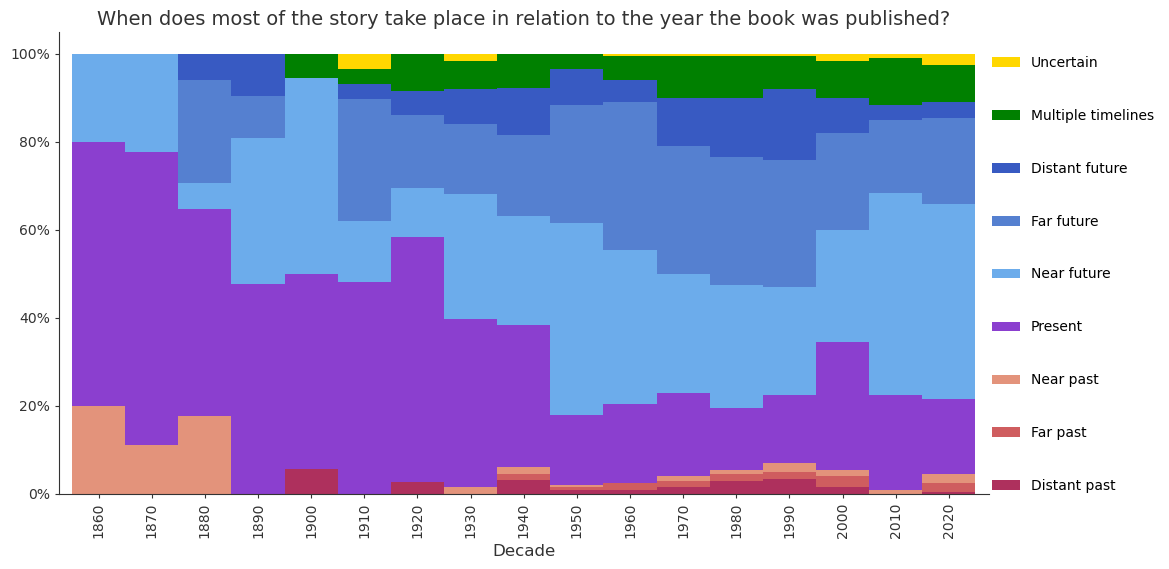 When does most of the story take place in relation to the year the book was published?
100%
80%
60%
40%
20%
0%
1860
1870
1880
1890
1900
1910
1920
1930
1940
1950
1960
1970
1980
1990
2000
2010
2020
Decade
Uncertain
Multiple timelines
Distant future
Far future
Near future
Present
Near past
Far past
Distant past